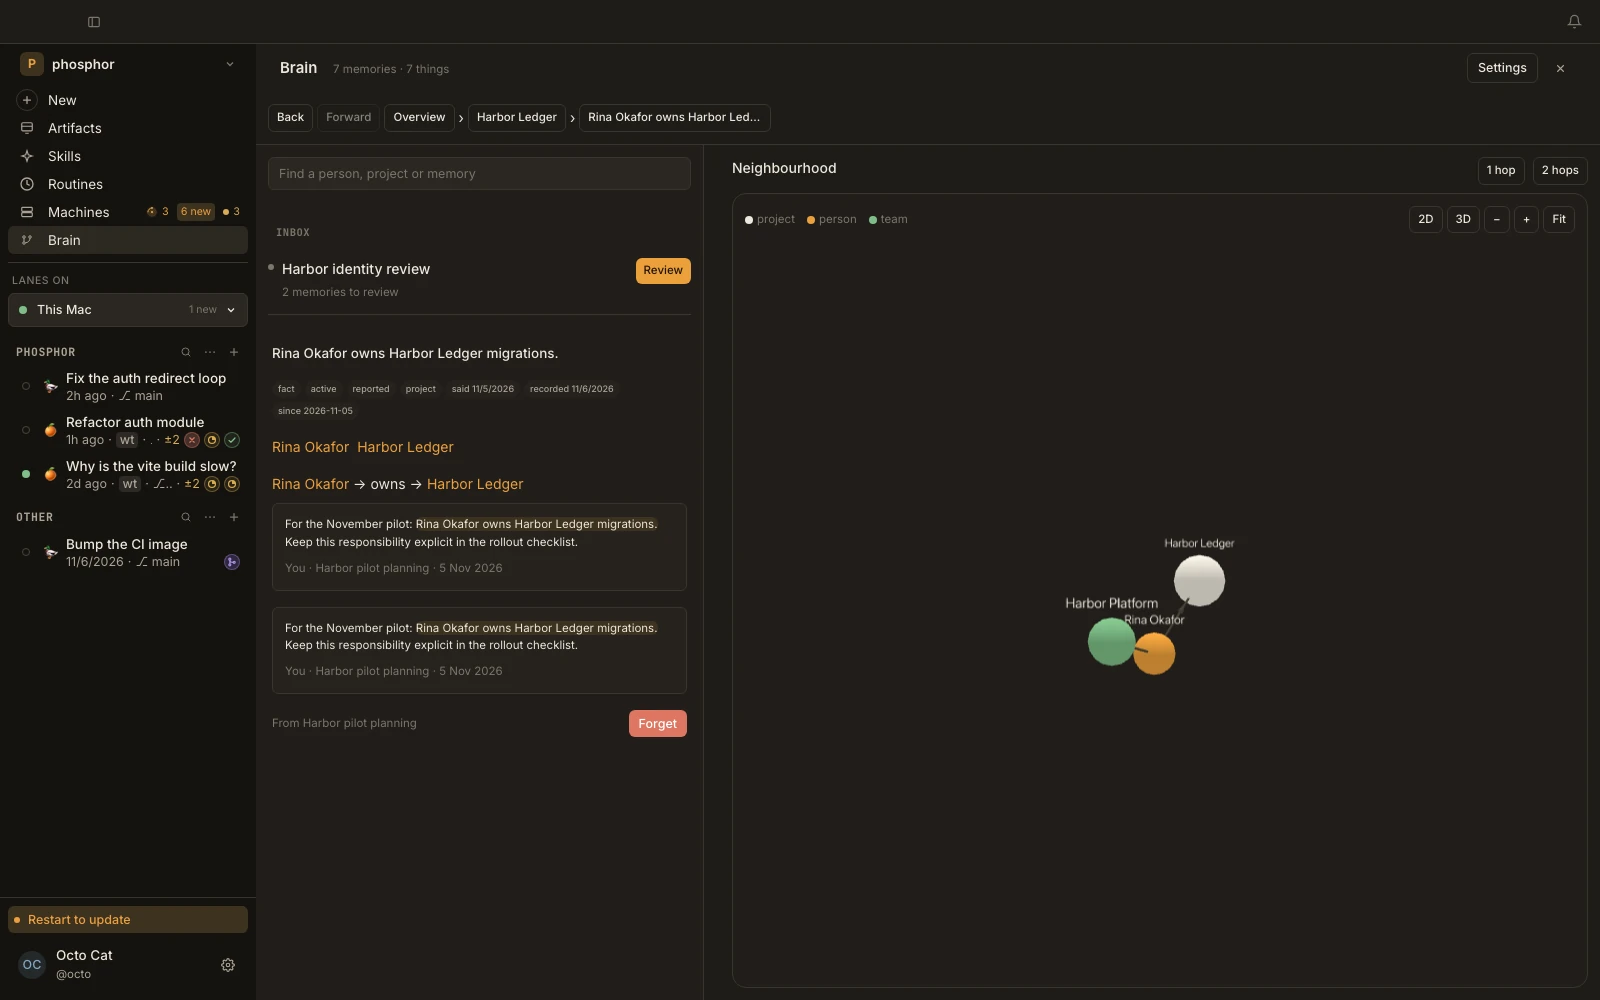 P phosphor
New
Artifacts
Skills
Routines
Machines 3 6 new 3
Brain
LANES ON
This Mac 1 new
PHOSPHOR
Fix the auth redirect loop
2h ago · main
Refactor auth module
1h ago · wt · . · ±2
Why is the vite build slow?
2d ago · wt · .. · ±2
OTHER
Bump the CI image
11/6/2026 · main
Restart to update
OC Octo Cat
@octo
Brain 7 memories · 7 things
Settings ×
Back Forward Overview › Harbor Ledger › Rina Okafor owns Harbor Led...
Find a person, project or memory
INBOX
Harbor identity review
2 memories to review
Review
Rina Okafor owns Harbor Ledger migrations.
fact active reported project said 11/5/2026 recorded 11/6/2026
since 2026-11-05
Rina Okafor Harbor Ledger
Rina Okafor → owns → Harbor Ledger
For the November pilot: Rina Okafor owns Harbor Ledger migrations.
Keep this responsibility explicit in the rollout checklist.
You · Harbor pilot planning · 5 Nov 2026
For the November pilot: Rina Okafor owns Harbor Ledger migrations.
Keep this responsibility explicit in the rollout checklist.
You · Harbor pilot planning · 5 Nov 2026
From Harbor pilot planning
Forget
Neighbourhood
1 hop 2 hops
project person team
2D 3D − + Fit
Harbor Ledger
Harbor Platform
Rina Okafor